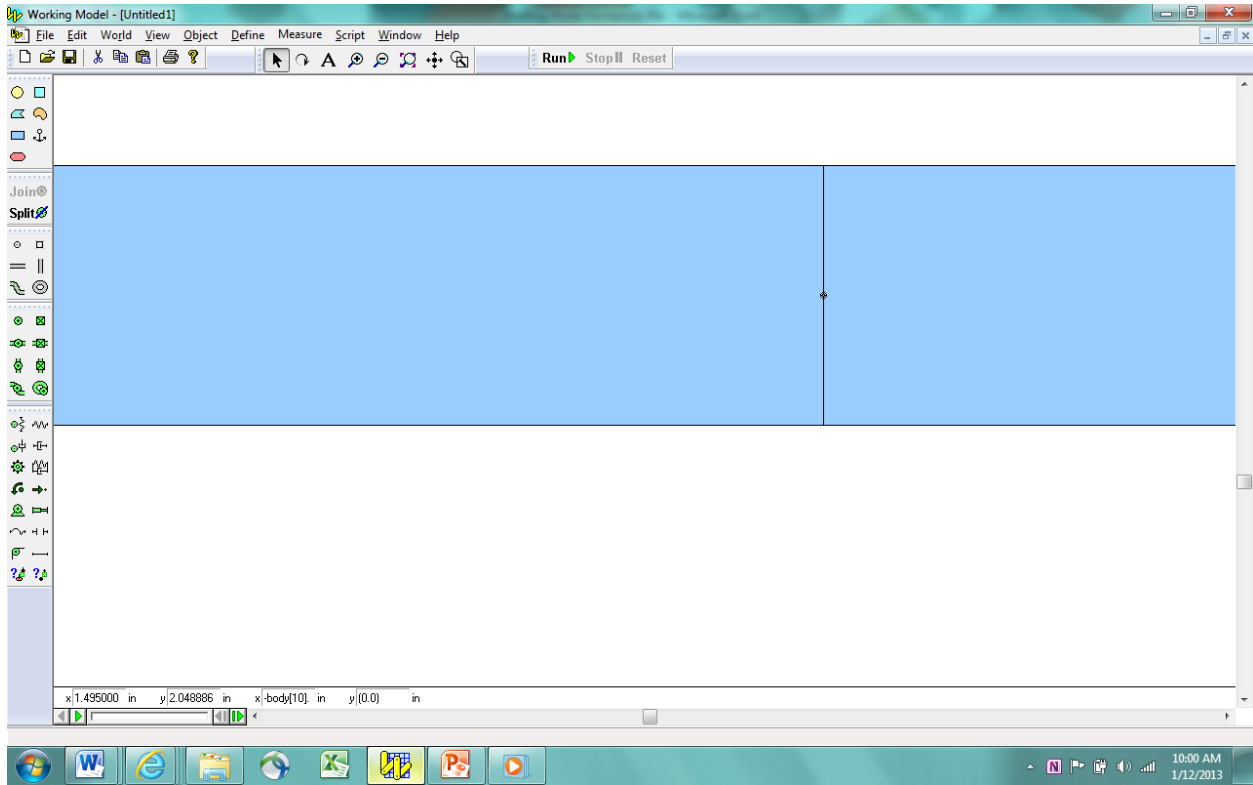 Working Model - [Untitled1]
File Edit World View Object Define Measure Script Window Help
Run Stop Reset
Join
Split
x 1.495000 in y 2.048886 in x -body[10]. in y (0.0) in
10:00 AM
1/12/2013